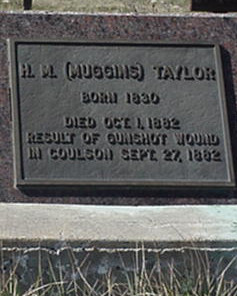 H. M. (MUGGINS) TAYLOR
BORN 1830
DIED OCT. 1, 1882
RESULT OF GUNSHOT WOUND
IN COULSON SEPT. 27, 1882